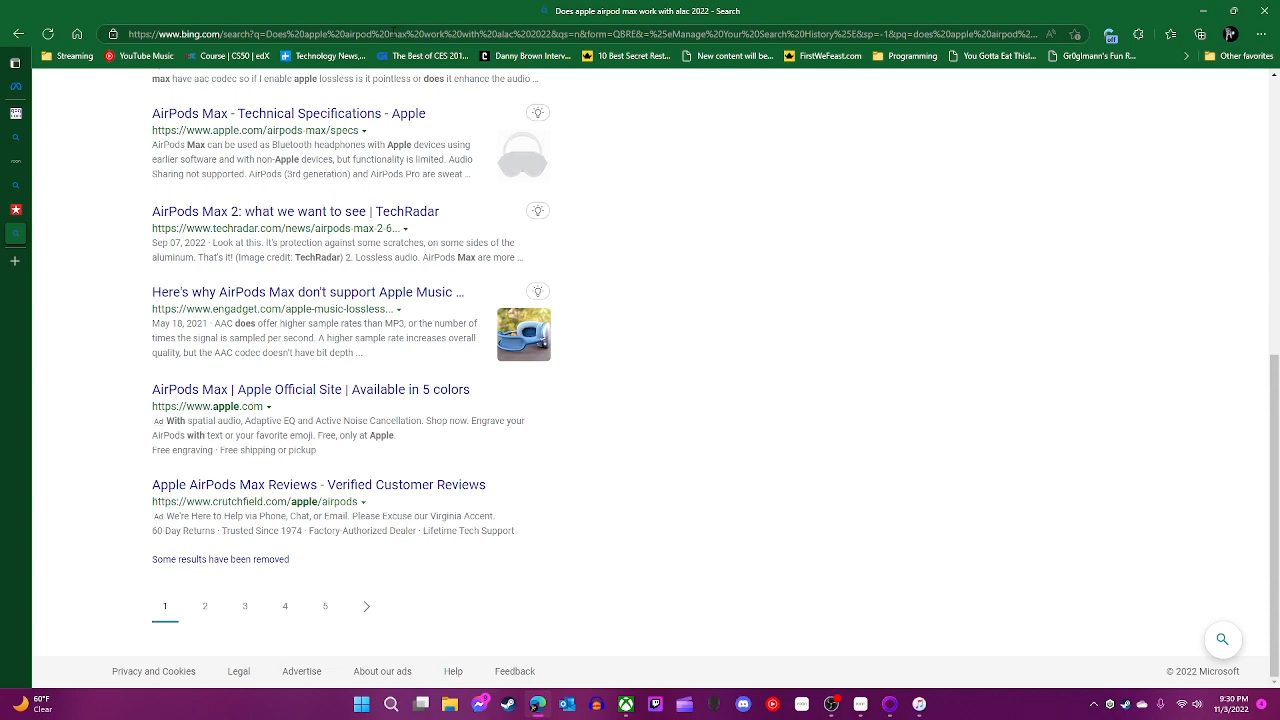 Does airpod max work with alac 2022 - Search
https://www.bing.com/search?q=Does%20apple%20airpod%20max%20work%20with%20alac%202022&qs=n&form=QBRE&=%25eManage%20Your%20Search%20History%25E&sp=-1&pq=does%20apple%20airpod%...
off
Streaming
YouTube Music
Course | CS50 | edX
Technology News,...
The Best of CES 201...
Danny Brown Interv...
10 Best Secret Rest...
New Google Music...
FirstWeFeast.com
Programming
You Gotta Eat This:...
Gr0glmann's Fun R...
Other favorites
max have aac codec so if I enable apple lossless is it pointless or does it enhance the audio ...
AirPods Max - Technical Specifications - Apple
https://www.apple.com/airpods-max/specs
AirPods Max can be used as Bluetooth headphones with Apple devices using
earlier software and with non-Apple devices, but functionality is limited. Audio
Sharing not supported. AirPods (3rd generation) and AirPods Pro are sweat ...
AirPods Max 2: what we want to see | TechRadar
https://www.techradar.com/news/airpods-max-2-6...
Sep 07, 2022 · Look at this. It's protection against some scratches, on some sides of the
aluminum. That's it! (Image credit: TechRadar) 2. Lossless audio. AirPods Max are more ...
Here's why AirPods Max don't support Apple Music ...
https://www.engadget.com/apple-music-lossless...
May 18, 2021 · AAC does offer higher sample rates than MP3, or the number of
times the signal is sampled per second. A higher sample rate increases overall
quality, but the AAC codec doesn't have bit depth ...
AirPods Max | Apple Official Site | Available in 5 colors
https://www.apple.com
Ad With spatial audio, Adaptive EQ and Active Noise Cancellation. Shop now. Engrave your
AirPods with text or your favorite emoji. Free, only at Apple.
Free engraving · Free shipping or pickup
Apple AirPods Max Reviews - Verified Customer Reviews
https://www.crutchfield.com/apple/airpods
Ad We're Here to Help via Phone, Chat, or Email. Please Excuse our Virginia Accent.
60-Day Returns · Trusted Since 1974 · Factory-Authorized Dealer · Lifetime Tech Support
Some results have been removed
1 2 3 4 5
Privacy and Cookies
Legal
Advertise
About our ads
Help
Feedback
© 2022 Microsoft
60°F
Clear
9
9:30 PM
11/3/2022
4